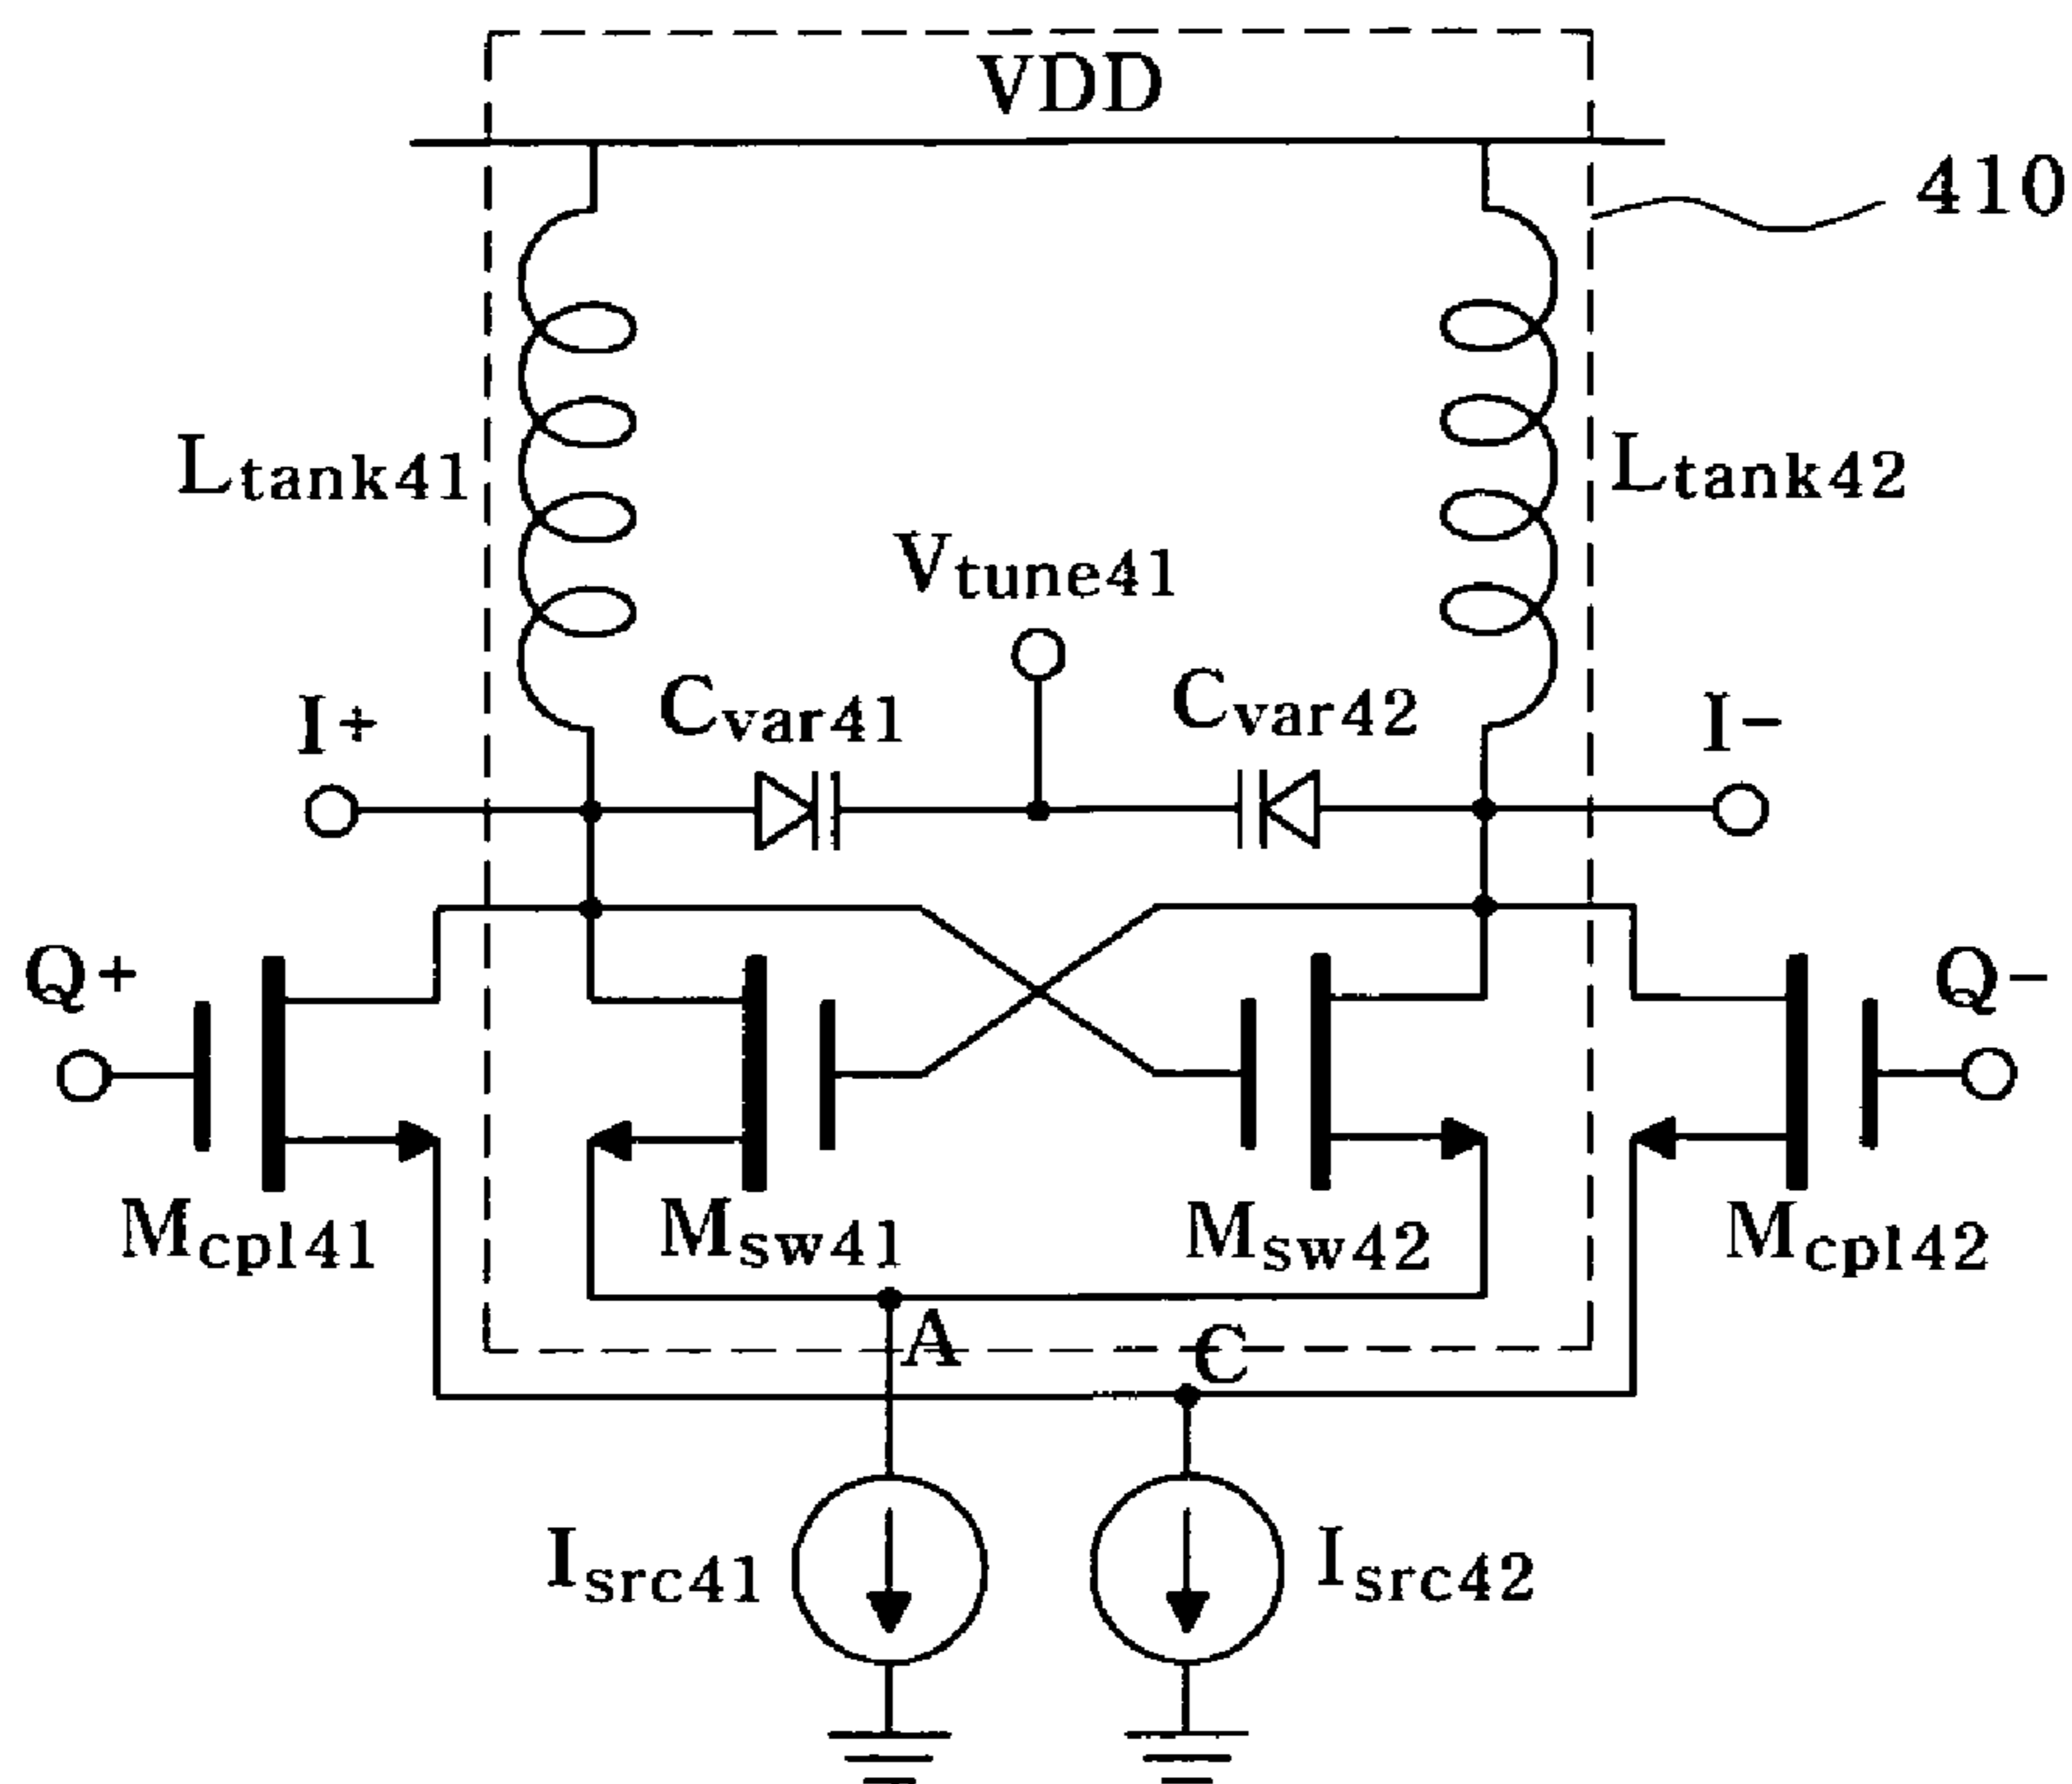 VDD
410
Ltank41
Ltank42
Vtune41
I+
Cvar41
Cvar42
I-
Q+
Q-
Mcpl41
Msw41
Msw42
Mcpl42
A
C
Isrc41
Isrc42